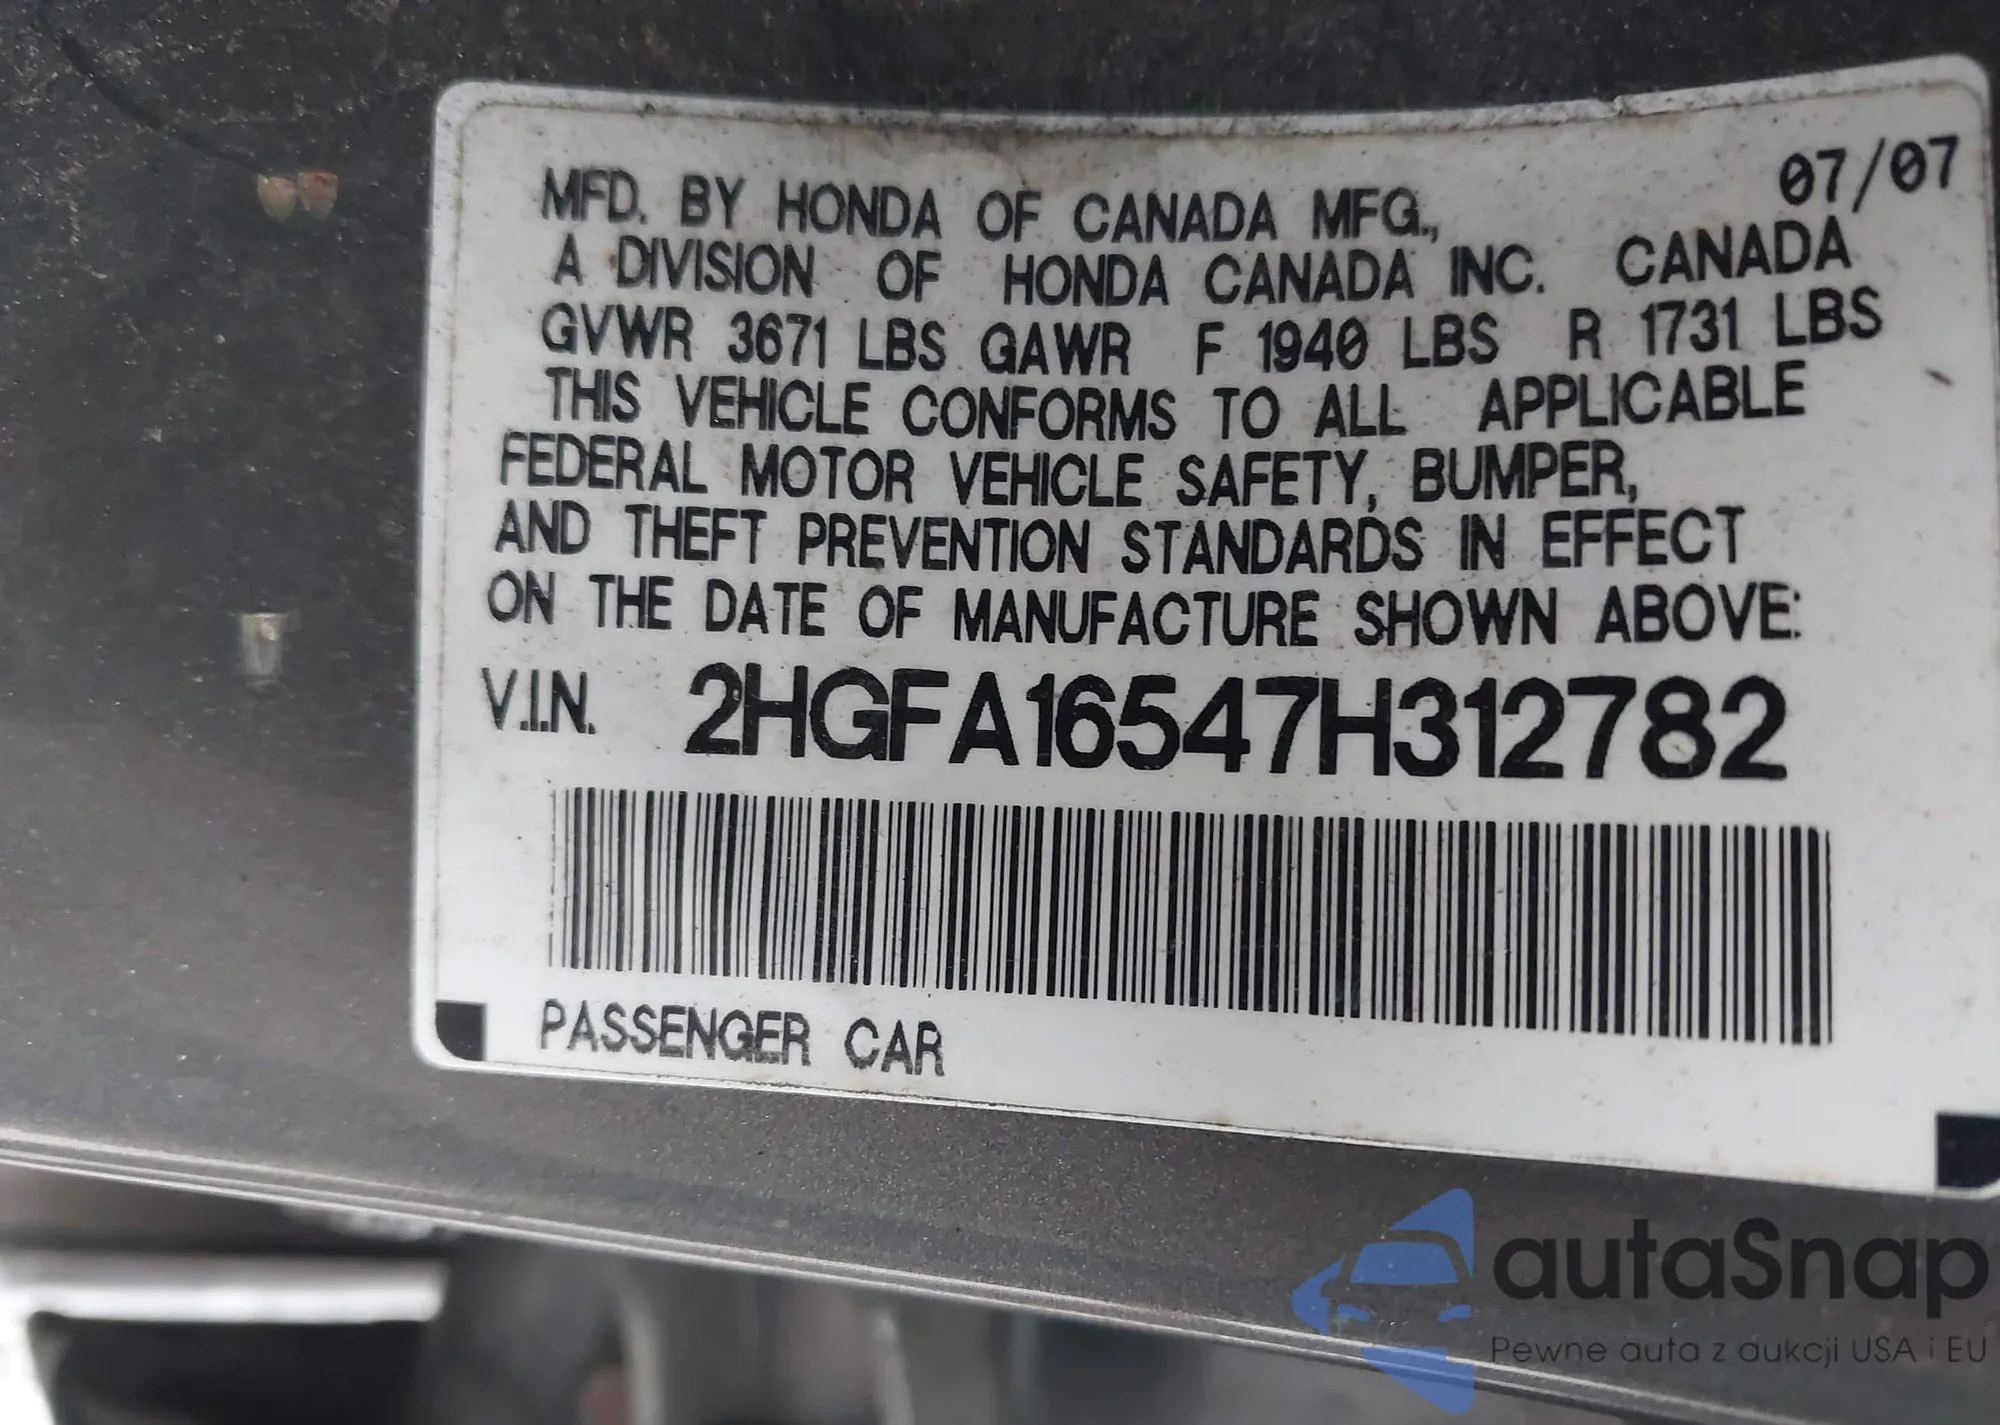 07/07
MFD. BY HONDA OF CANADA MFG.,
A DIVISION OF HONDA CANADA INC. CANADA
GVWR 3671 LBS GAWR F 1940 LBS R 1731 LBS
THIS VEHICLE CONFORMS TO ALL APPLICABLE
FEDERAL MOTOR VEHICLE SAFETY, BUMPER,
AND THEFT PREVENTION STANDARDS IN EFFECT
ON THE DATE OF MANUFACTURE SHOWN ABOVE:
V.I.N. 2HGFA16547H312782
PASSENGER CAR
autaSnap
Pewne auta z aukcji USA i EU